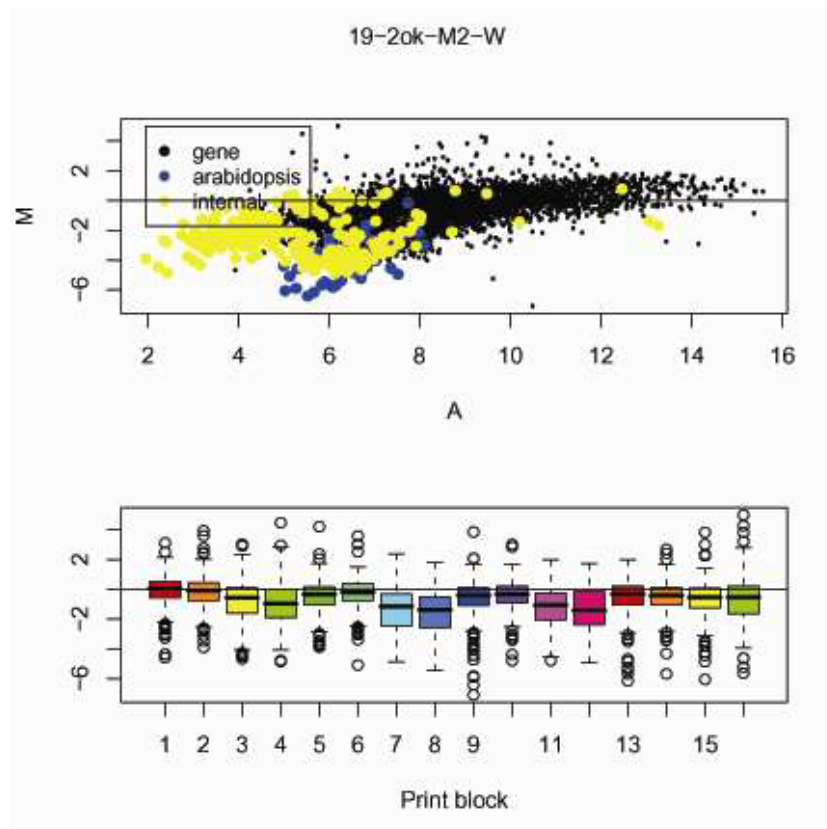 19-2ok-M2-W
gene
arabidopsis
internal
M
2
-2
-6
2 4 6 8 10 12 14 16
A
2
-2
-6
1 2 3 4 5 6 7 8 9 11 13 15
Print block